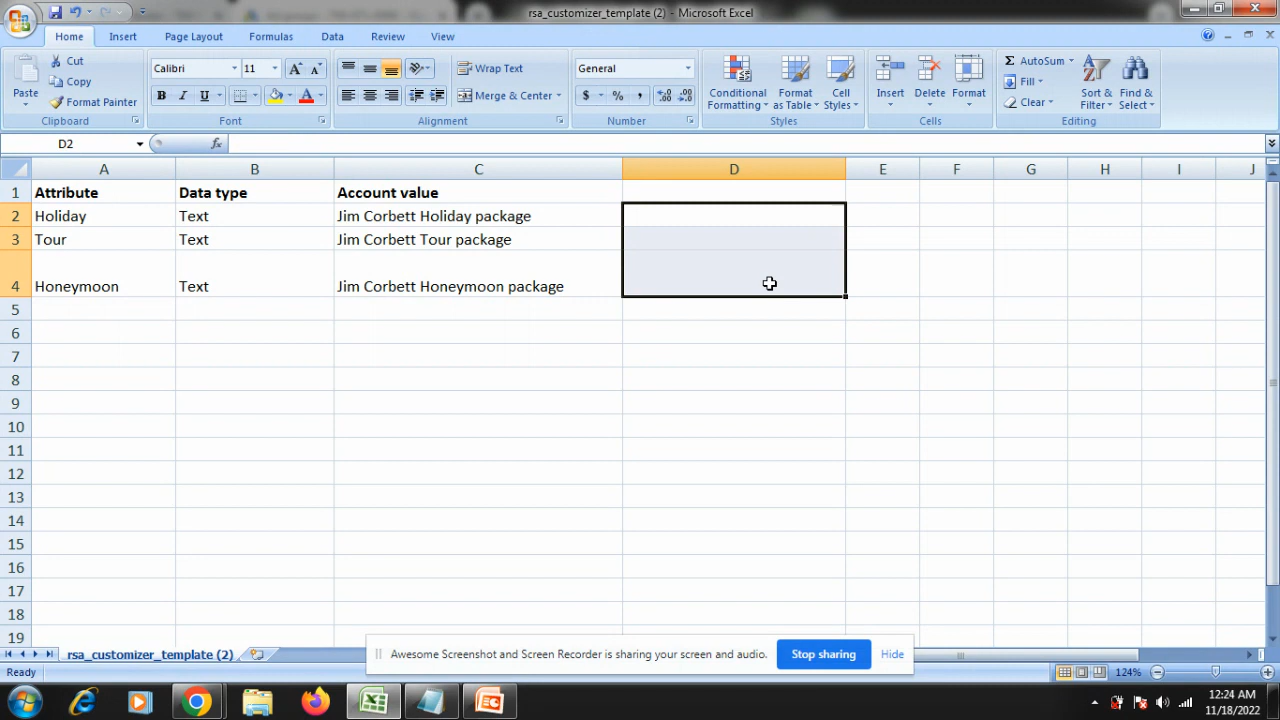 rsa_customizer_template (2) - Microsoft Excel
Home Insert Page Layout Formulas Data Review View
Paste Cut Copy Format Painter Clipboard
Calibri 11 A A B I U A Font
Wrap Text Merge & Center Alignment
General $ % , Number
Conditional Formatting Format as Table Cell Styles Styles
Insert Delete Format Cells
Σ AutoSum Fill Clear Sort & Filter Find & Select Editing
D2 fx
A B C D E F G H I J
1 Attribute Data type Account value
2 Holiday Text Jim Corbett Holiday package
3 Tour Text Jim Corbett Tour package
4 Honeymoon Text Jim Corbett Honeymoon package
5
6
7
8
9
10
11
12
13
14
15
16
17
18
19
rsa_customizer_template (2)
Awesome Screenshot and Screen Recorder is sharing your screen and audio. Stop sharing Hide
Ready 124%
12:24 AM
11/18/2022